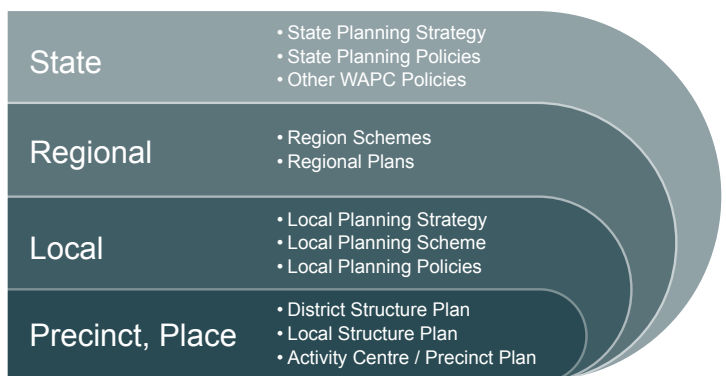 State
• State Planning Strategy
• State Planning Policies
• Other WAPC Policies
Regional
• Region Schemes
• Regional Plans
Local
• Local Planning Strategy
• Local Planning Scheme
• Local Planning Policies
Precinct, Place
• District Structure Plan
• Local Structure Plan
• Activity Centre / Precinct Plan